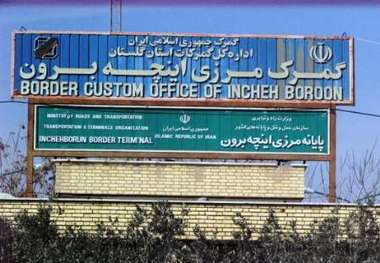 گمرک جمهوری اسلامی ایران
اداره کل گمرکات استان گلستان
گمرک مرزی اینچه برون
BORDER CUSTOM OFFICE OF INCHEH BOROON
MINISTRY OF ROADS AND TRANSPORTATION
TRANSPORTATION & TERMINALS ORGANIZATION
INCHEHBORUN BORDER TERMINAL
جمهوری اسلامی ایران
ISLAMIC REPUBLIC OF IRAN
وزارت راه و ترابری
سازمان حمل و نقل و پایانه های کشور
پایانه مرزی اینچه برون